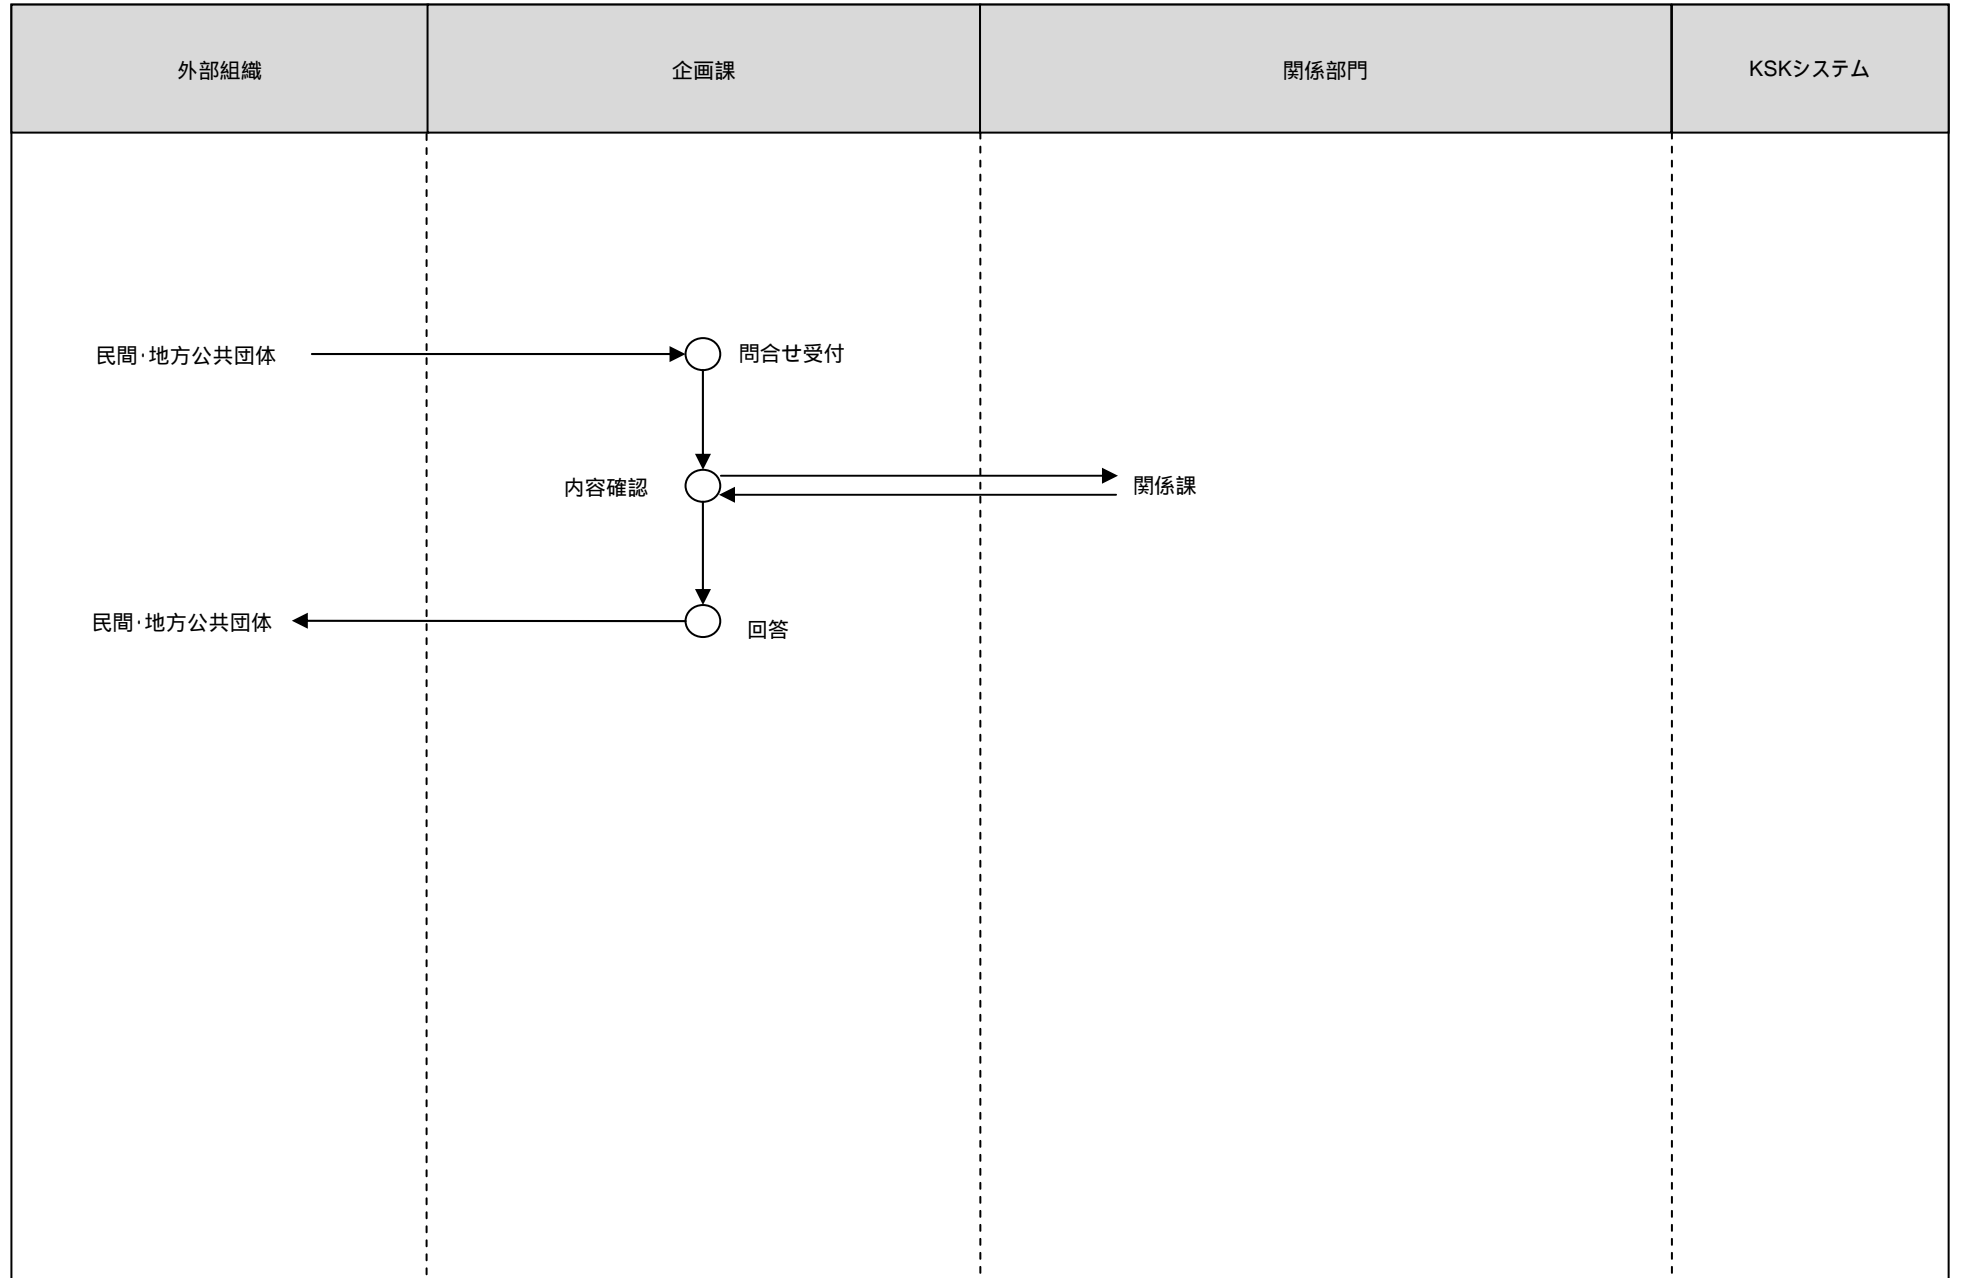 外部組織
企画課
関係部門
KSKシステム
民間·地方公共団体
問合せ受付
内容確認
関係課
民間·地方公共団体
回答